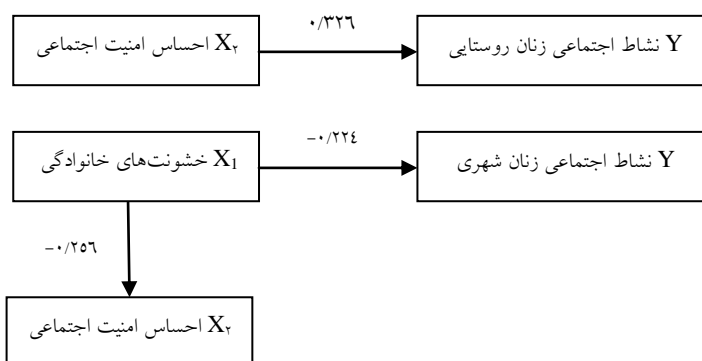 ۰/۳۲٦
X۲ احساس امنیت اجتماعی
Y نشاط اجتماعی زنان روستایی
-۰/۲۲٤
X1 خشونت‌های خانوادگی
Y نشاط اجتماعی زنان شهری
-۰/۲٥٦
X۲ احساس امنیت اجتماعی